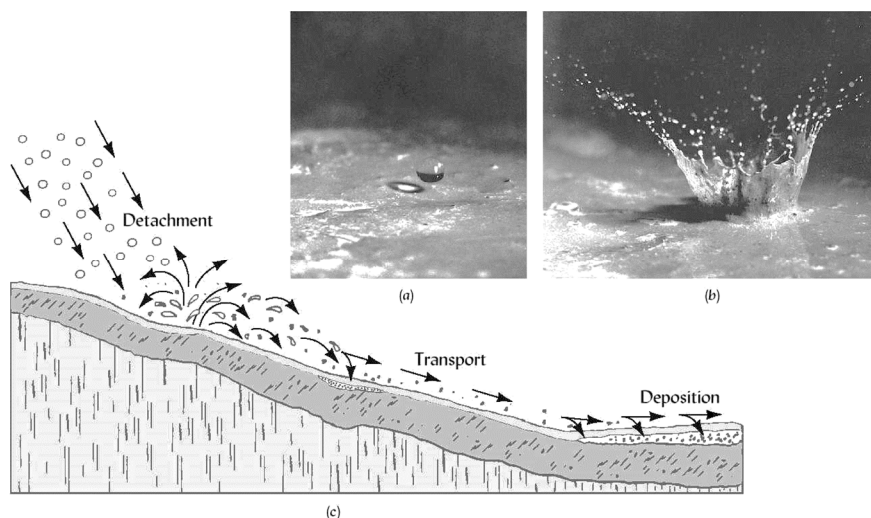 (a)
(b)
Detachment
Transport
Deposition
(c)